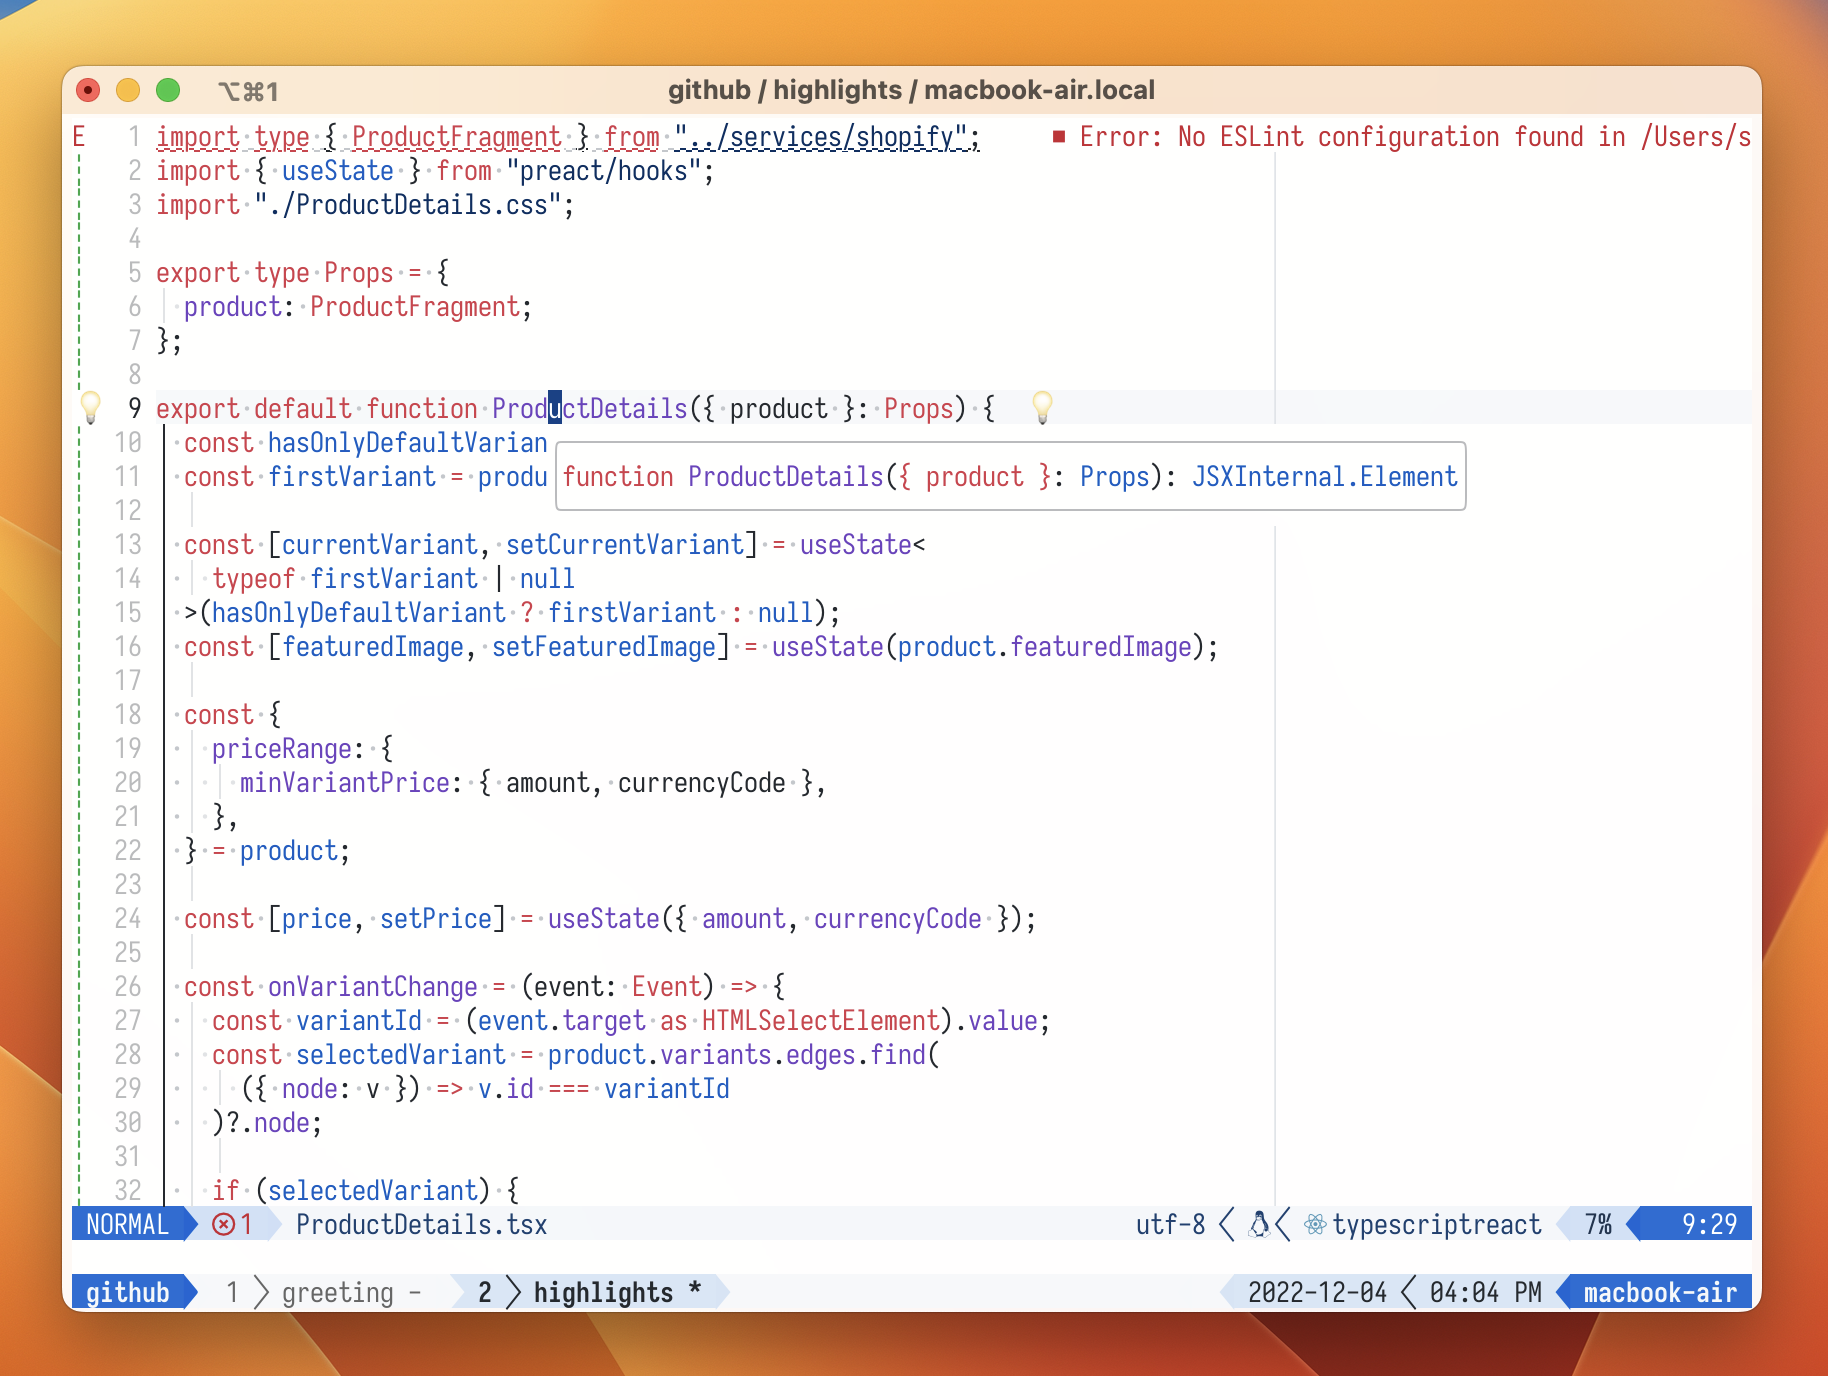 ⌥⌘1 github / highlights / macbook-air.local
E 1 import type { ProductFragment } from "../services/shopify"; ■ Error: No ESLint configuration found in /Users/s
2 import { useState } from "preact/hooks";
3 import "./ProductDetails.css";
4
5 export type Props = {
6 product: ProductFragment;
7 };
8
9 export default function ProductDetails({ product }: Props) {
10 const hasOnlyDefaultVarian
11 const firstVariant = produ
function ProductDetails({ product }: Props): JSXInternal.Element
12
13 const [currentVariant, setCurrentVariant] = useState<
14 typeof firstVariant | null
15 >(hasOnlyDefaultVariant ? firstVariant : null);
16 const [featuredImage, setFeaturedImage] = useState(product.featuredImage);
17
18 const {
19 priceRange: {
20 minVariantPrice: { amount, currencyCode },
21 },
22 } = product;
23
24 const [price, setPrice] = useState({ amount, currencyCode });
25
26 const onVariantChange = (event: Event) => {
27 const variantId = (event.target as HTMLSelectElement).value;
28 const selectedVariant = product.variants.edges.find(
29 ({ node: v }) => v.id === variantId
30 )?.node;
31
32 if (selectedVariant) {
NORMAL 1 ProductDetails.tsx utf-8 typescriptreact 7% 9:29
github 1 greeting - 2 highlights * 2022-12-04 04:04 PM macbook-air